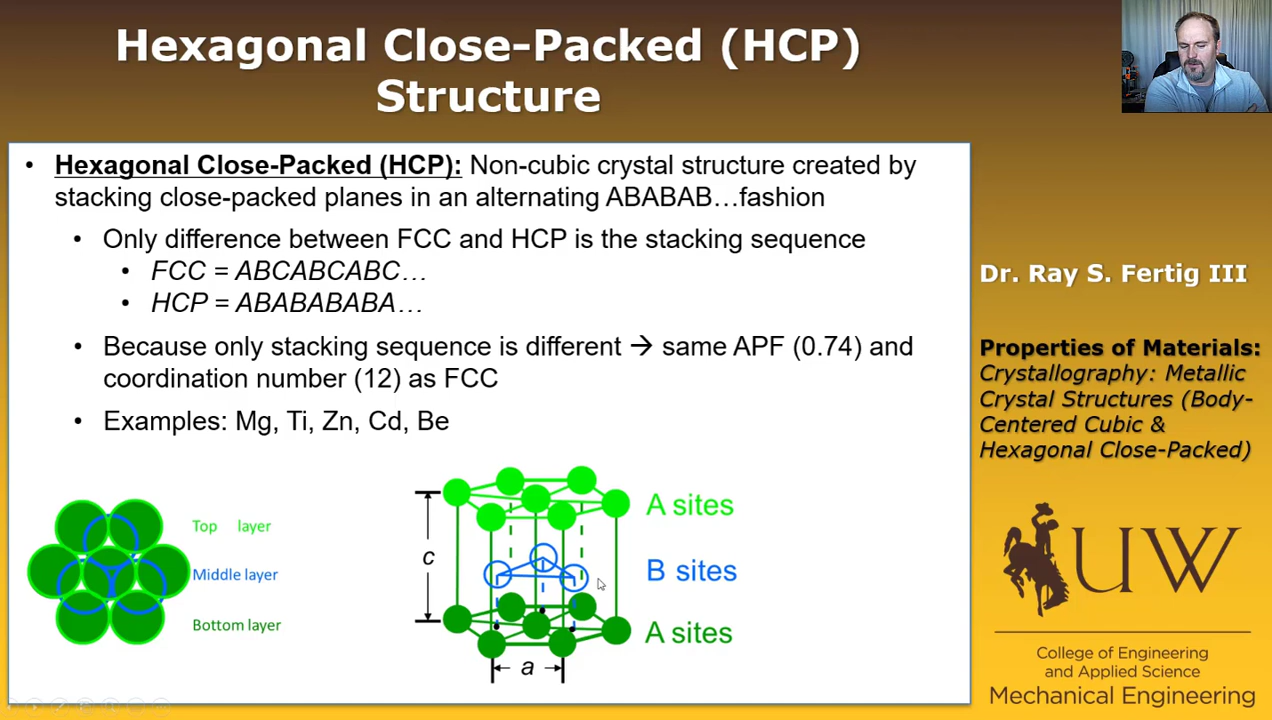 Hexagonal Close-Packed (HCP)
Structure
• Hexagonal Close-Packed (HCP): Non-cubic crystal structure created by
stacking close-packed planes in an alternating ABABAB…fashion
• Only difference between FCC and HCP is the stacking sequence
• FCC = ABCABCABC…
• HCP = ABABABABA…
• Because only stacking sequence is different → same APF (0.74) and
coordination number (12) as FCC
• Examples: Mg, Ti, Zn, Cd, Be
Top layer
Middle layer
Bottom layer
c
a
A sites
B sites
A sites
Dr. Ray S. Fertig III
Properties of Materials:
Crystallography: Metallic
Crystal Structures (Body-
Centered Cubic &
Hexagonal Close-Packed)
UW
College of Engineering
and Applied Science
Mechanical Engineering